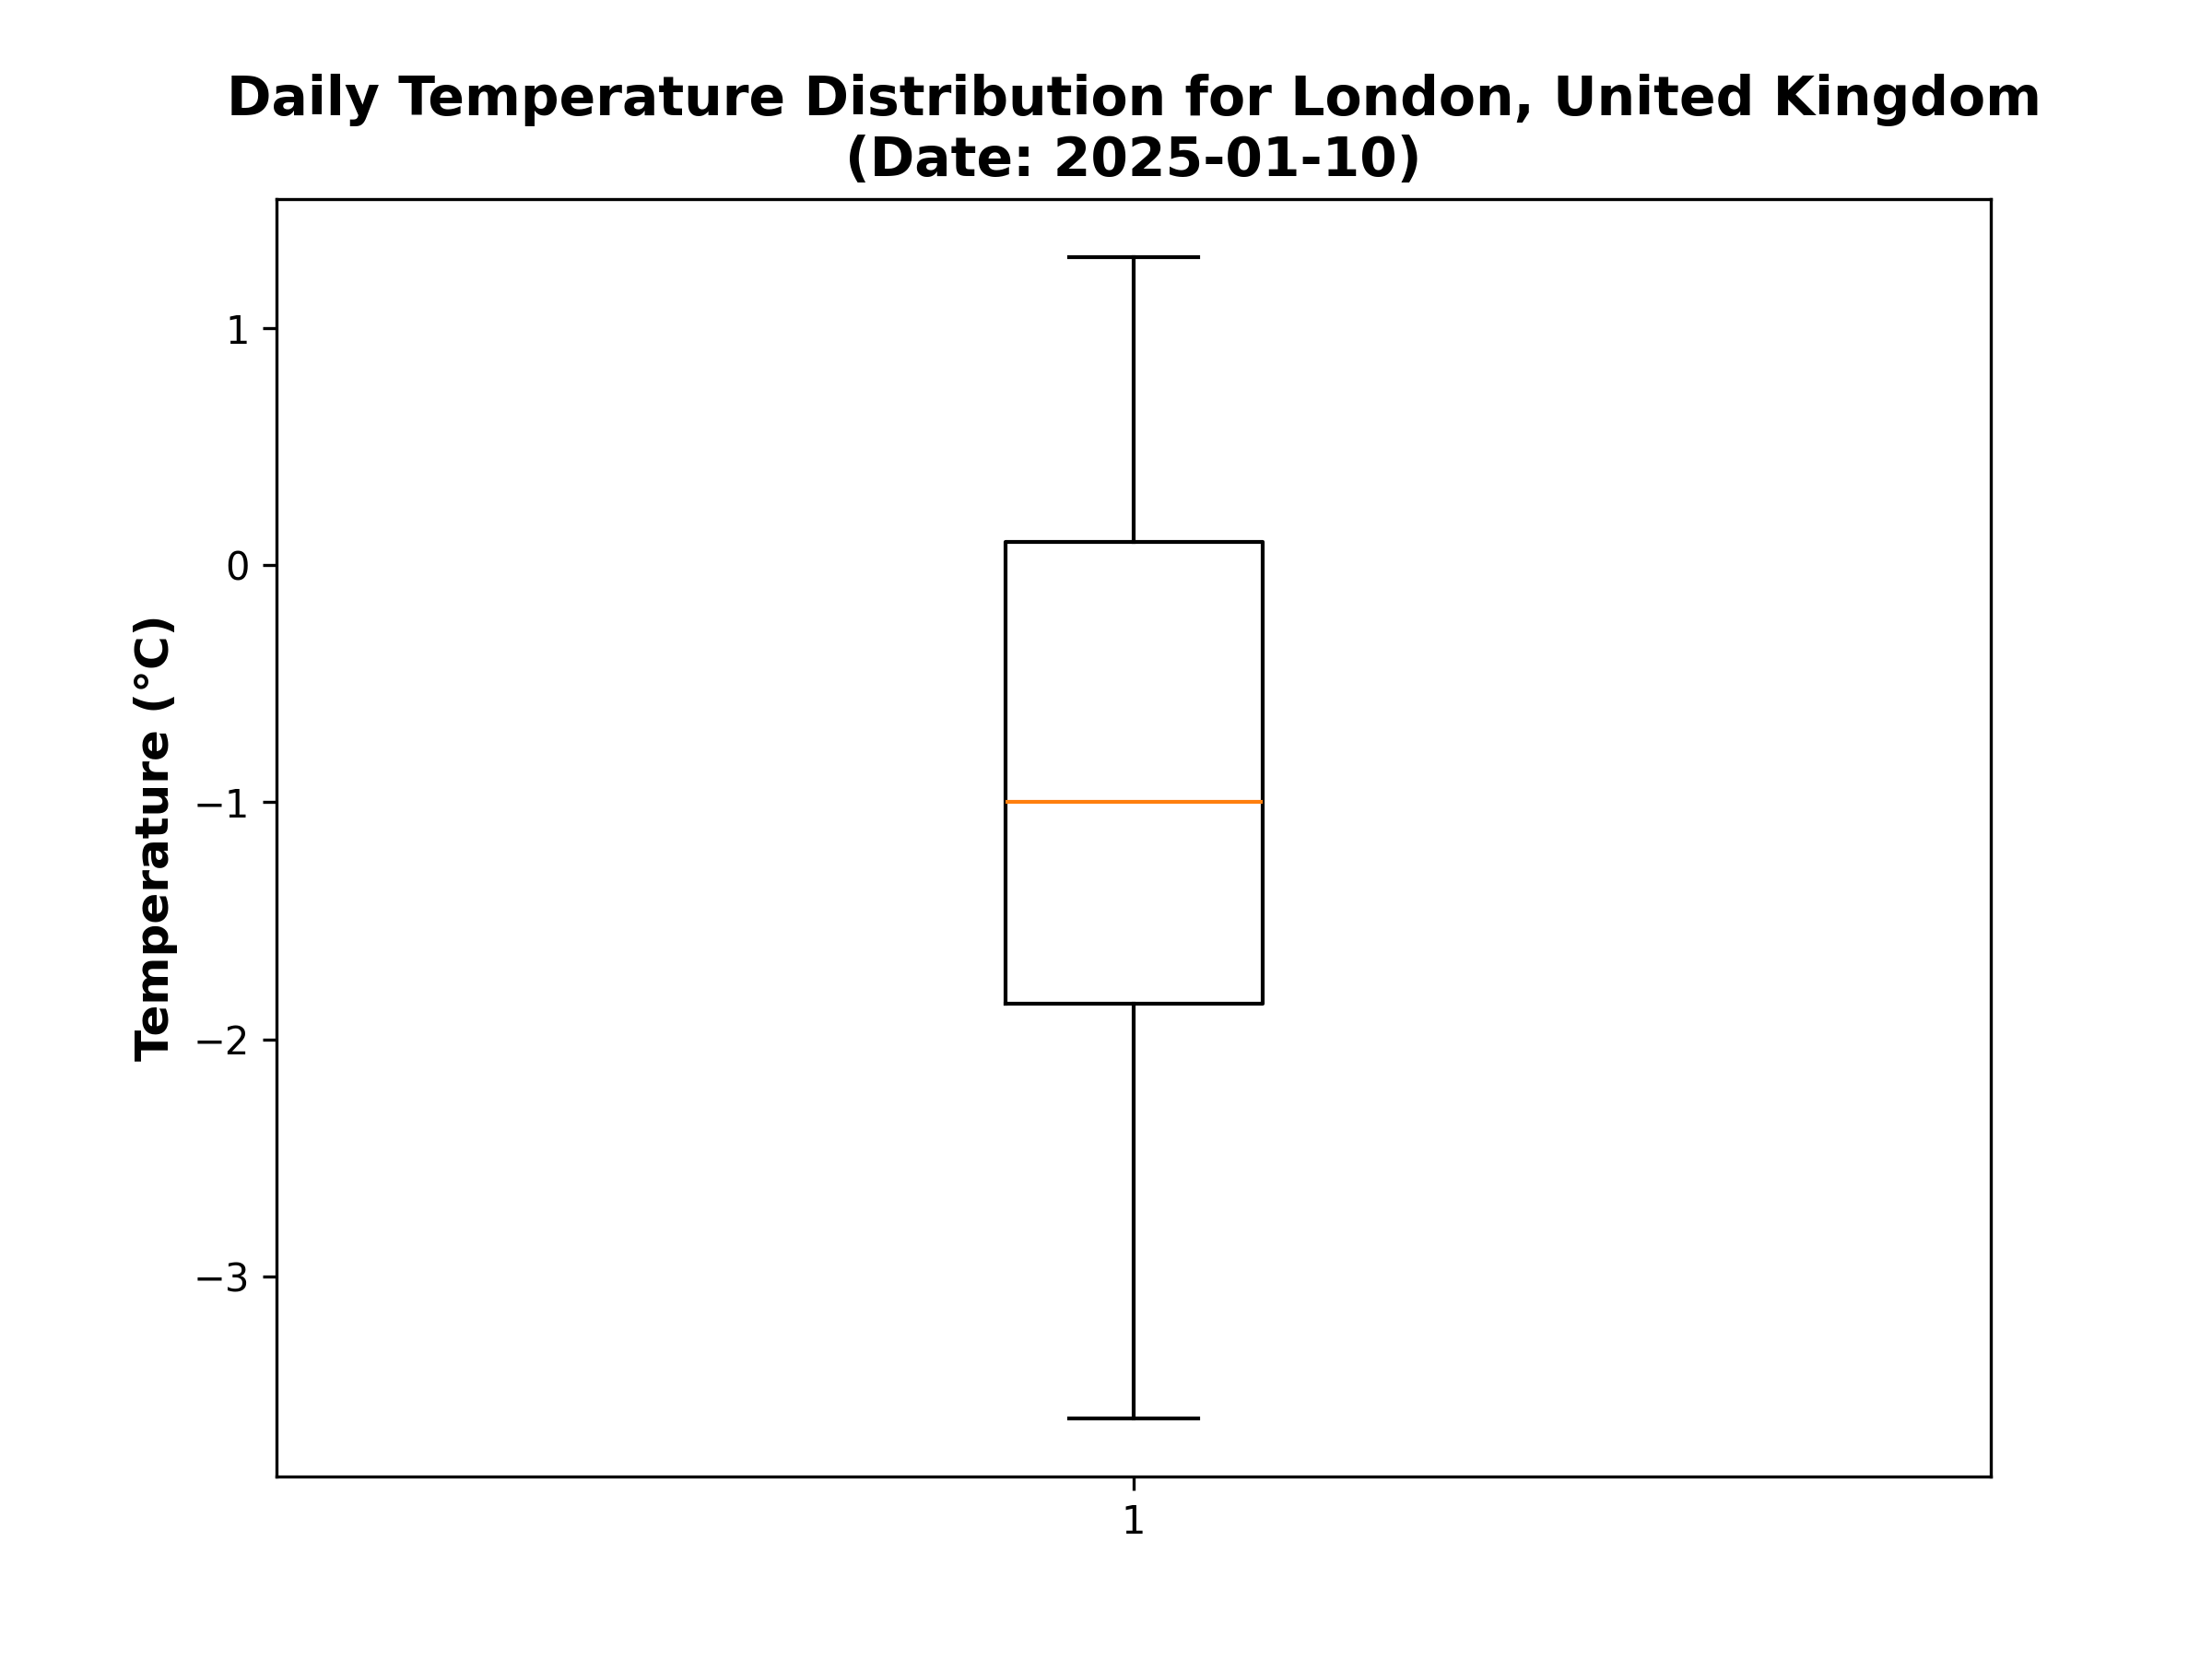 Daily Temperature Distribution for London, United Kingdom
(Date: 2025-01-10)
Temperature (°C)
1
0
−1
−2
−3
1